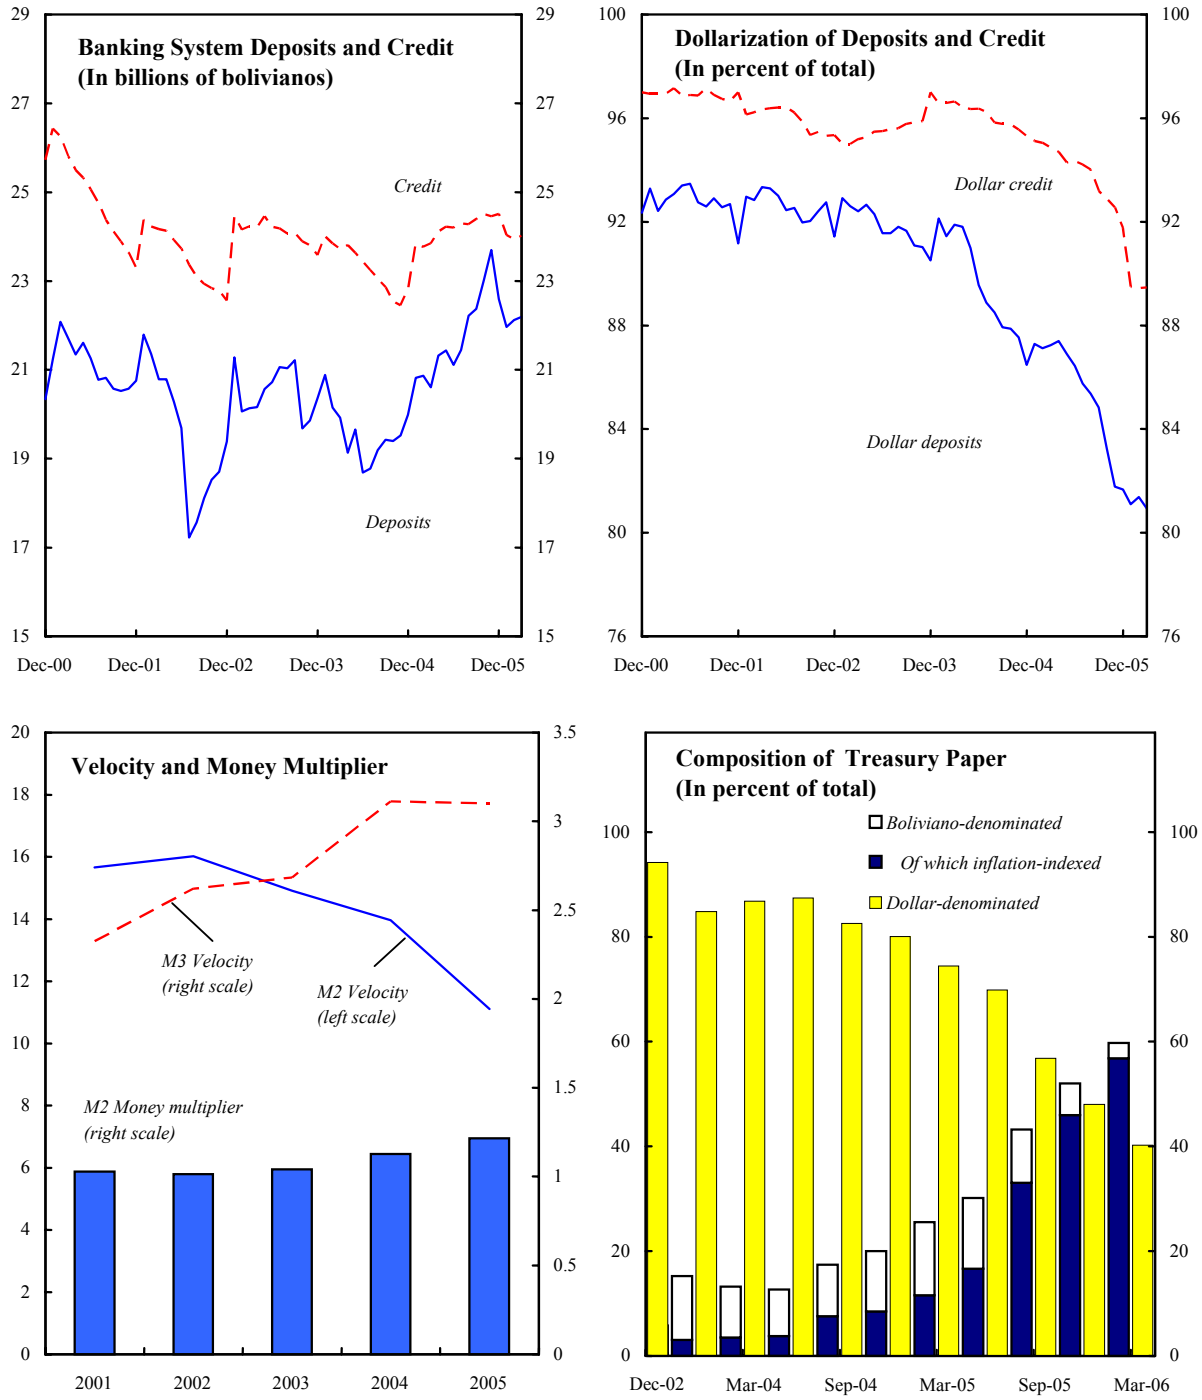 Banking System Deposits and Credit
(In billions of bolivianos)
29
27
25
23
21
19
17
15
29
27
25
23
21
19
17
15
Credit
Deposits
Dec-00
Dec-01
Dec-02
Dec-03
Dec-04
Dec-05
Dollarization of Deposits and Credit
(In percent of total)
100
96
92
88
84
80
76
100
96
92
88
84
80
76
Dollar credit
Dollar deposits
Dec-00
Dec-01
Dec-02
Dec-03
Dec-04
Dec-05
Velocity and Money Multiplier
20
18
16
14
12
10
8
6
4
2
0
3.5
3
2.5
2
1.5
1
0.5
0
M3 Velocity
(right scale)
M2 Velocity
(left scale)
M2 Money multiplier
(right scale)
2001
2002
2003
2004
2005
Composition of Treasury Paper
(In percent of total)
Boliviano-denominated
Of which inflation-indexed
Dollar-denominated
100
80
60
40
20
0
100
80
60
40
20
0
Dec-02
Mar-04
Sep-04
Mar-05
Sep-05
Mar-06